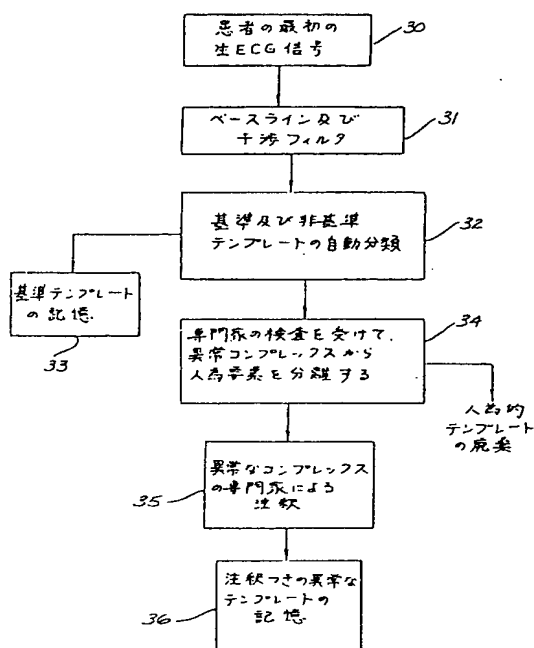 患者の最初の
生ECG信号
30
ベースライン及び
干渉フィルタ
31
基準及び非基準
テンプレートの自動分類
32
基準テンプレート
の記憶
33
専門家の検査を受けて、
異常コンプレックスから
人為要素を分離する
34
人為的
テンプレート
の廃棄
異常なコンプレックス
の専門家による
注釈
35
注釈つきの異常な
テンプレートの
記憶
36